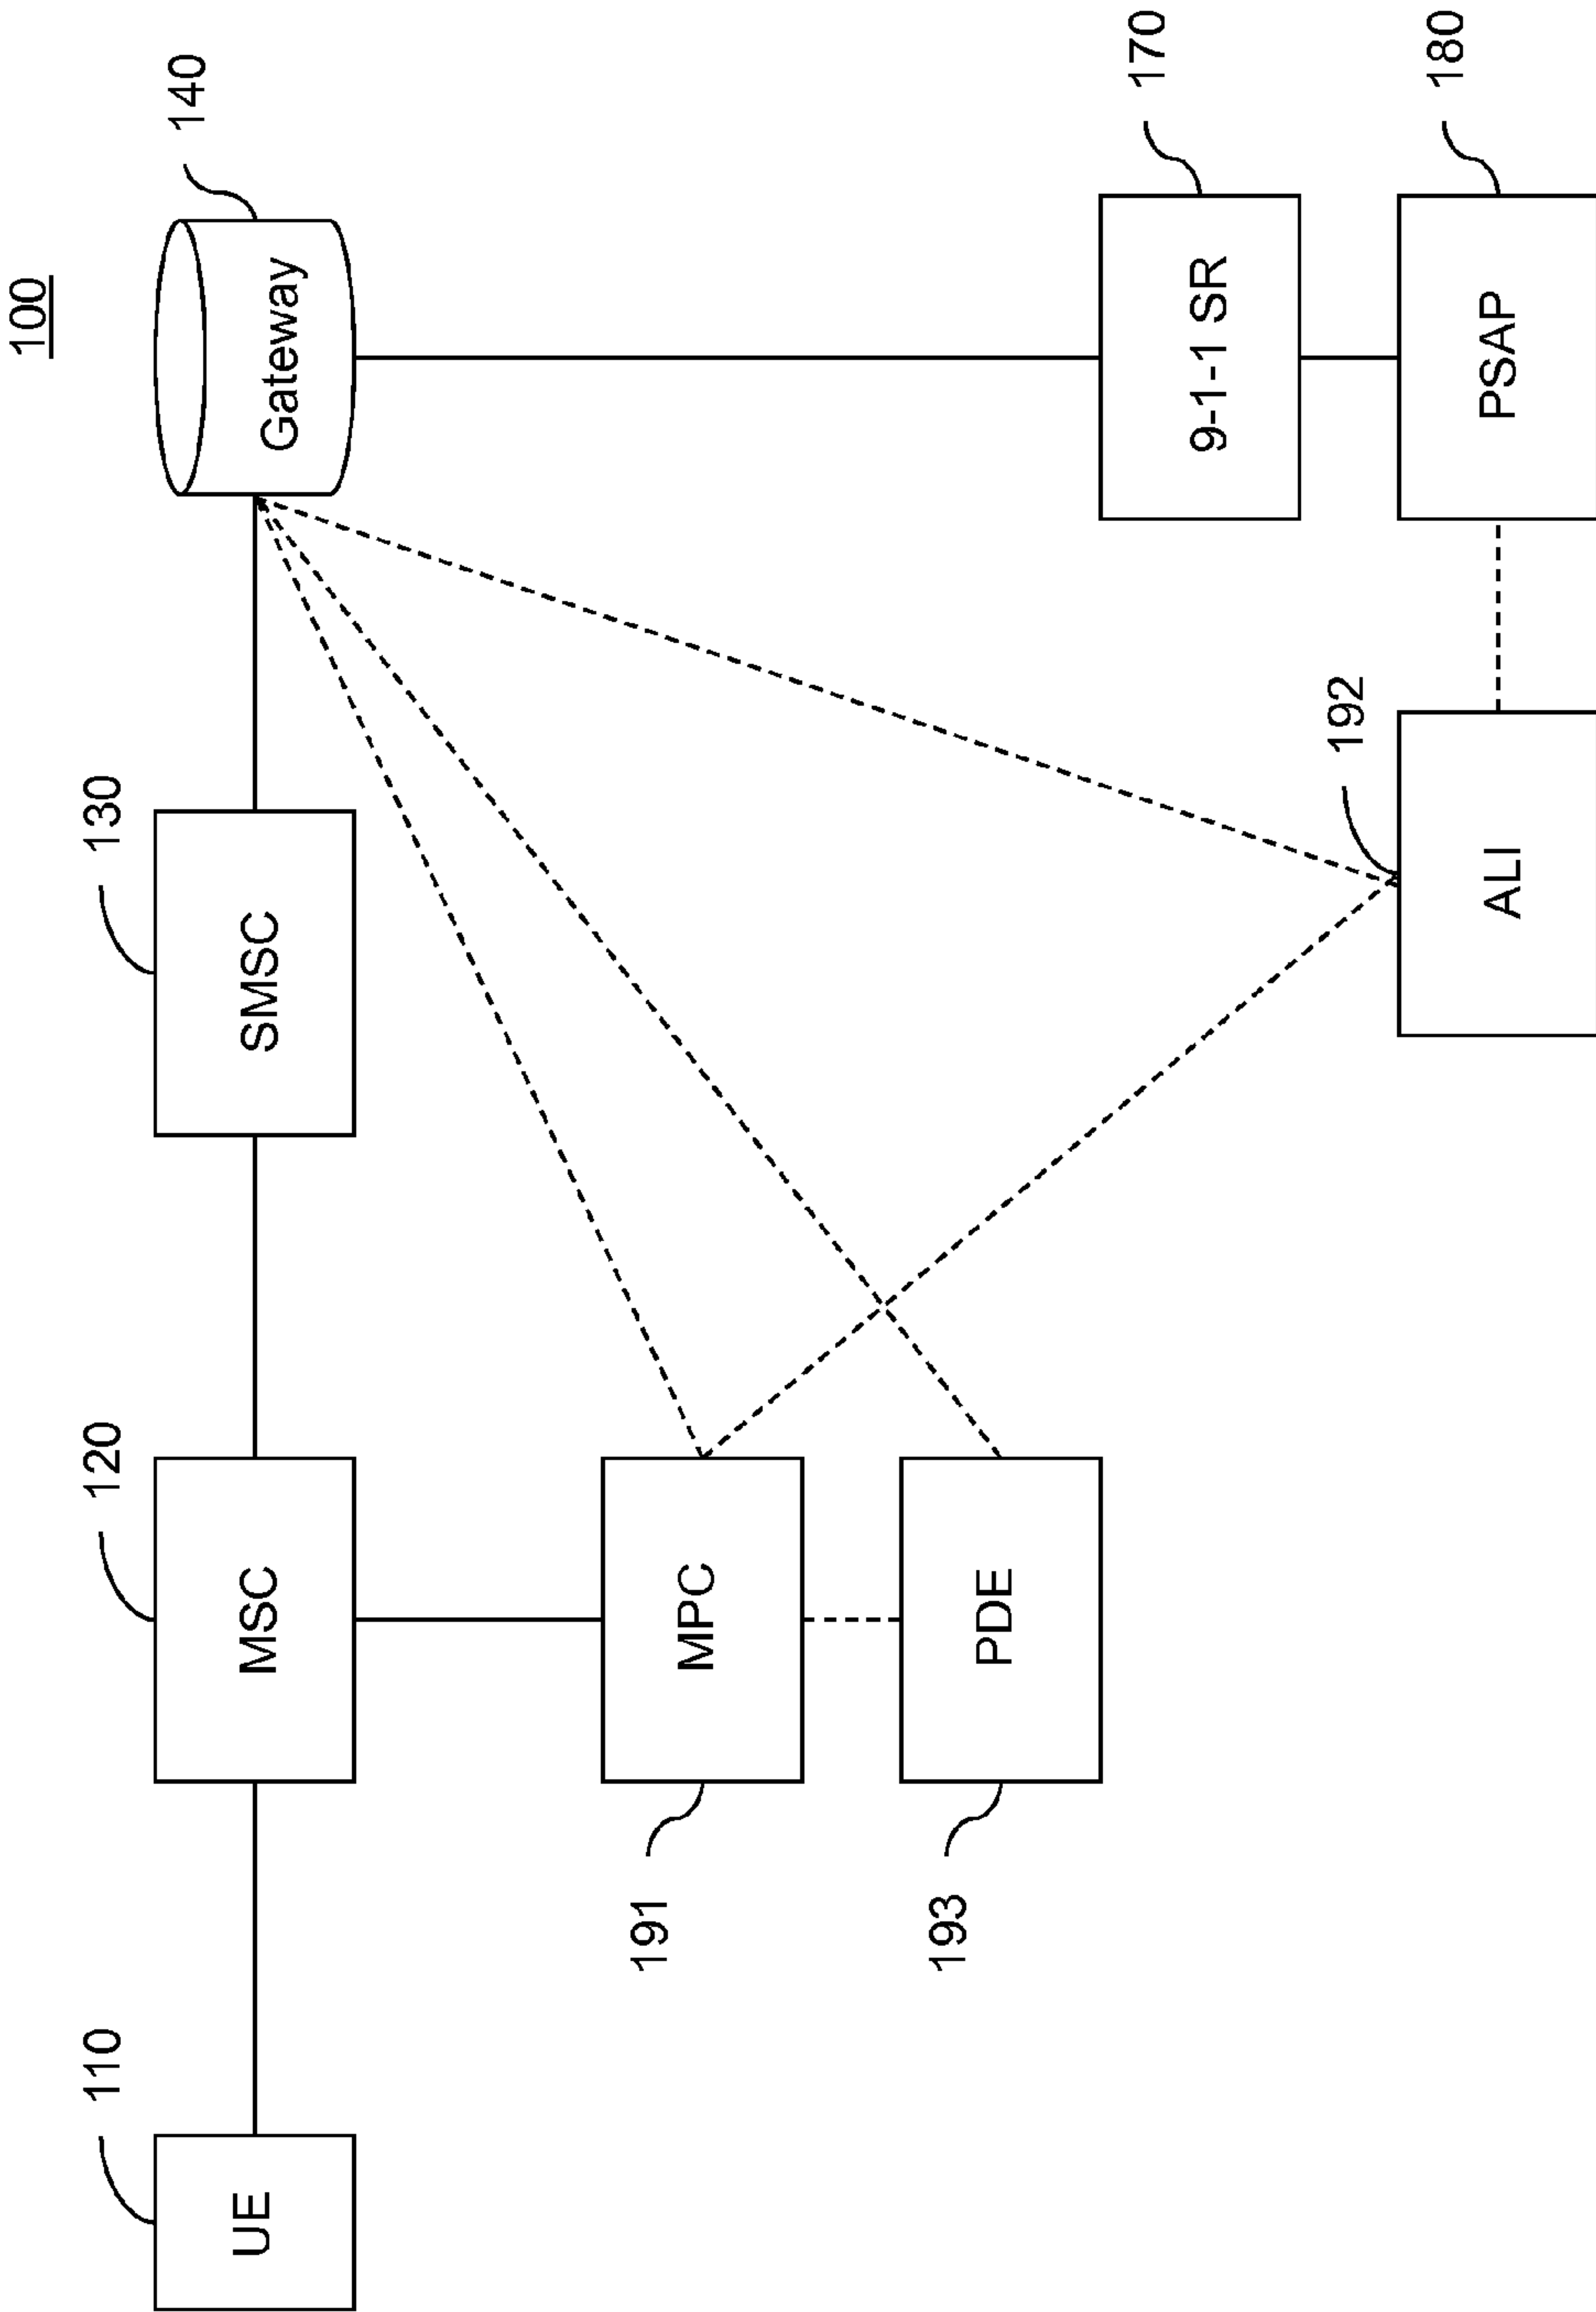 100
110
120
130
140
UE
MSC
SMSC
Gateway
191
MPC
193
PDE
9-1-1 SR
170
192
ALI
PSAP
180